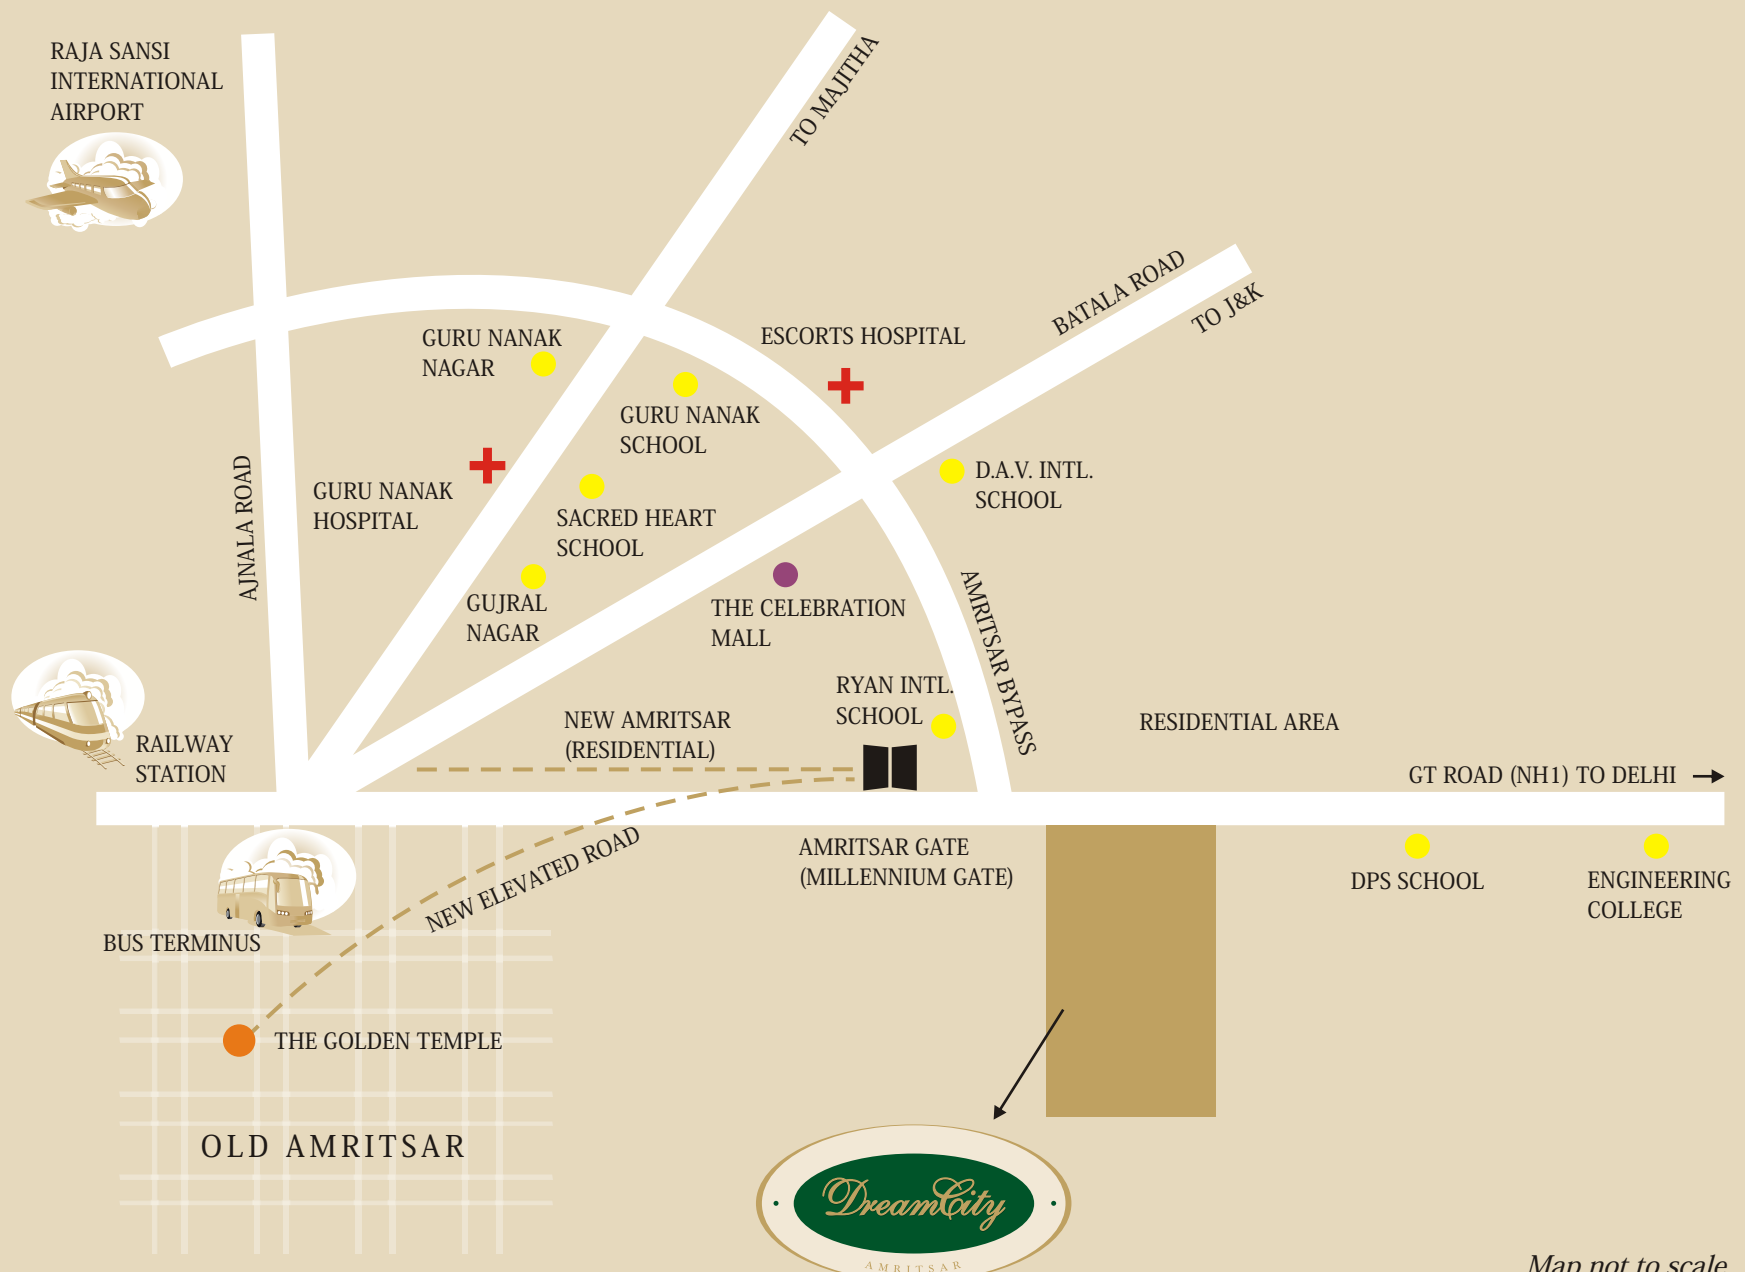 RAJA SANSI
INTERNATIONAL
AIRPORT
TO MAJITHA
BATALA ROAD
TO J&K
GURU NANAK
NAGAR
ESCORTS HOSPITAL
GURU NANAK
SCHOOL
AJNALA ROAD
GURU NANAK
HOSPITAL
D.A.V. INTL.
SCHOOL
SACRED HEART
SCHOOL
GUJRAL
NAGAR
THE CELEBRATION
MALL
AMRITSAR BYPASS
RYAN INTL.
SCHOOL
NEW AMRITSAR
(RESIDENTIAL)
RESIDENTIAL AREA
RAILWAY
STATION
GT ROAD (NH1) TO DELHI
NEW ELEVATED ROAD
AMRITSAR GATE
(MILLENNIUM GATE)
DPS SCHOOL
ENGINEERING
COLLEGE
BUS TERMINUS
THE GOLDEN TEMPLE
OLD AMRITSAR
DreamCity
AMRITSAR
Map not to scale